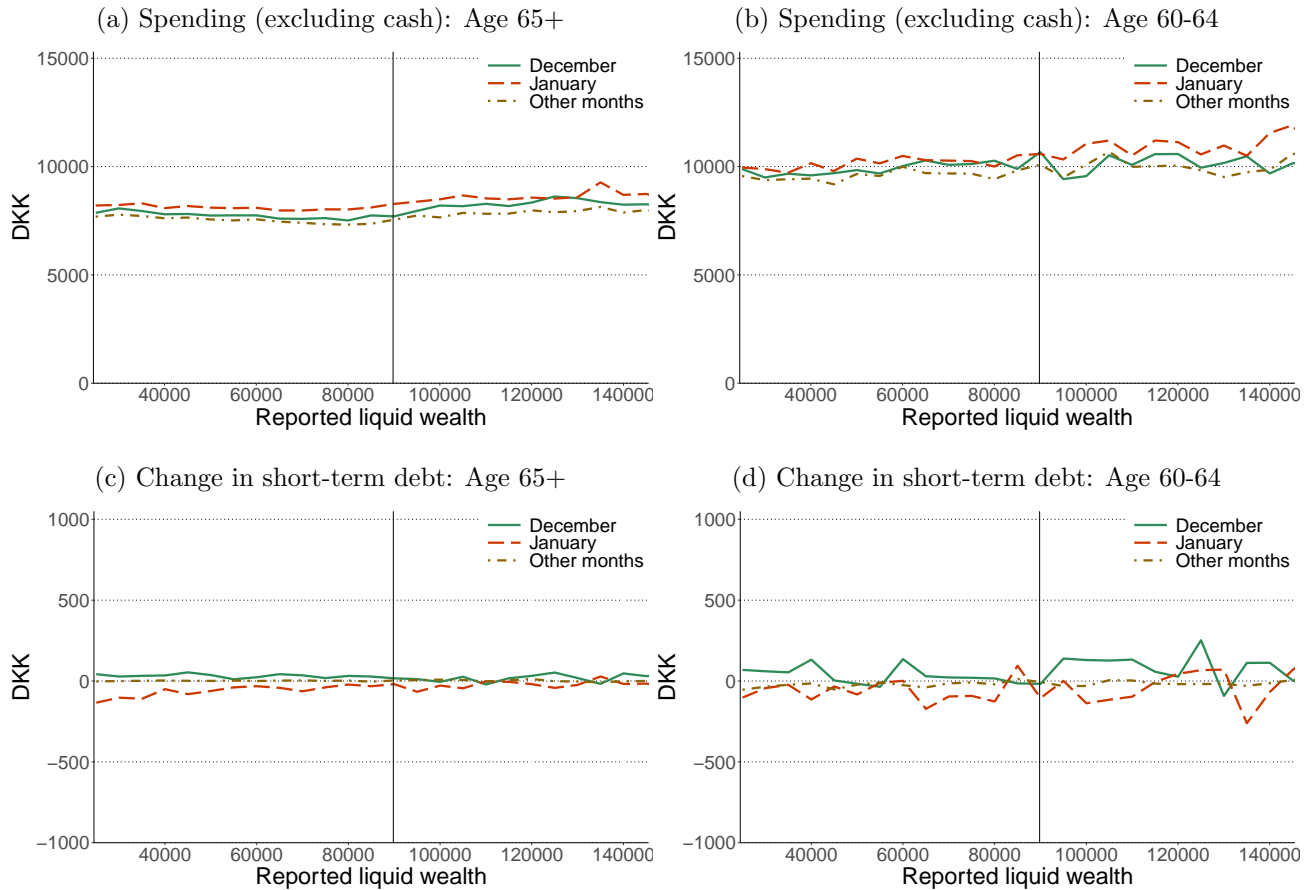 (a) Spending (excluding cash): Age 65+
15000
10000
5000
0
DKK
December
January
Other months
40000 60000 80000 100000 120000 140000
Reported liquid wealth
(b) Spending (excluding cash): Age 60-64
15000
10000
5000
0
DKK
December
January
Other months
40000 60000 80000 100000 120000 140000
Reported liquid wealth
(c) Change in short-term debt: Age 65+
1000
500
0
−500
−1000
DKK
December
January
Other months
40000 60000 80000 100000 120000 140000
Reported liquid wealth
(d) Change in short-term debt: Age 60-64
1000
500
0
−500
−1000
DKK
December
January
Other months
40000 60000 80000 100000 120000 140000
Reported liquid wealth